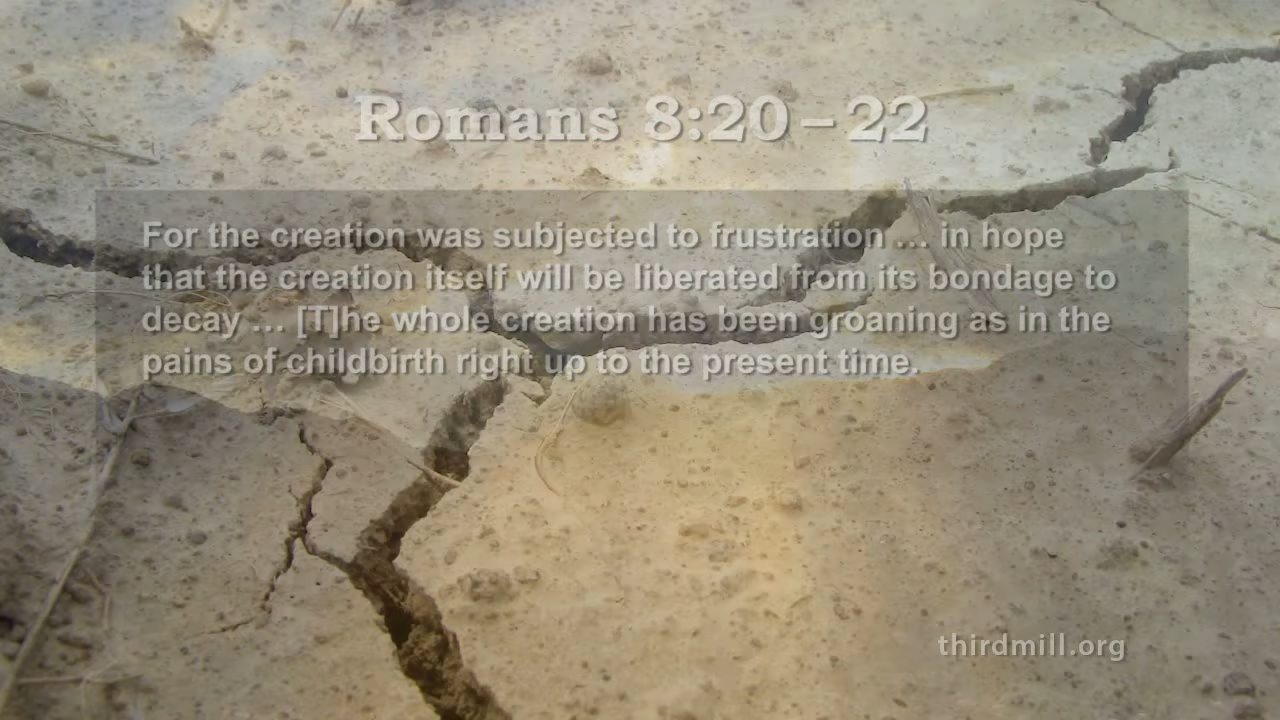 Romans 8:20–22
For the creation was subjected to frustration ... in hope
that the creation itself will be liberated from its bondage to
decay ... [T]he whole creation has been groaning as in the
pains of childbirth right up to the present time.
thirdmill.org